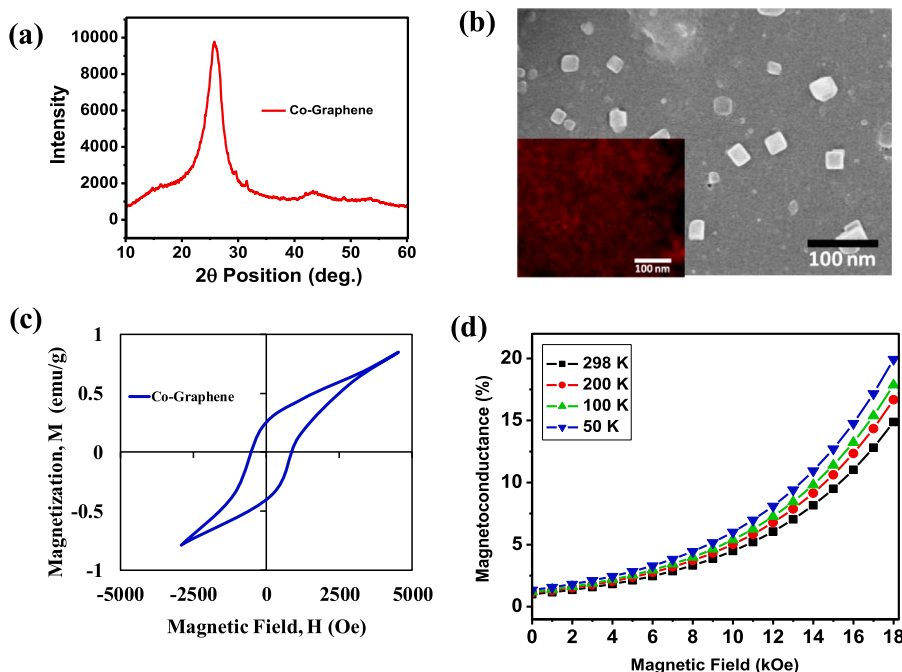 (a)
10000
8000
6000
4000
2000
0
Intensity
Co-Graphene
10 20 30 40 50 60
2θ Position (deg.)
(b)
100 nm
100 nm
(c)
1
0.5
0
-0.5
-1
Magnetization, M (emu/g)
Co-Graphene
-5000 -2500 0 2500 5000
Magnetic Field, H (Oe)
(d)
20
15
10
5
0
Magnetoconductance (%)
298 K
200 K
100 K
50 K
0 2 4 6 8 10 12 14 16 18
Magnetic Field (kOe)